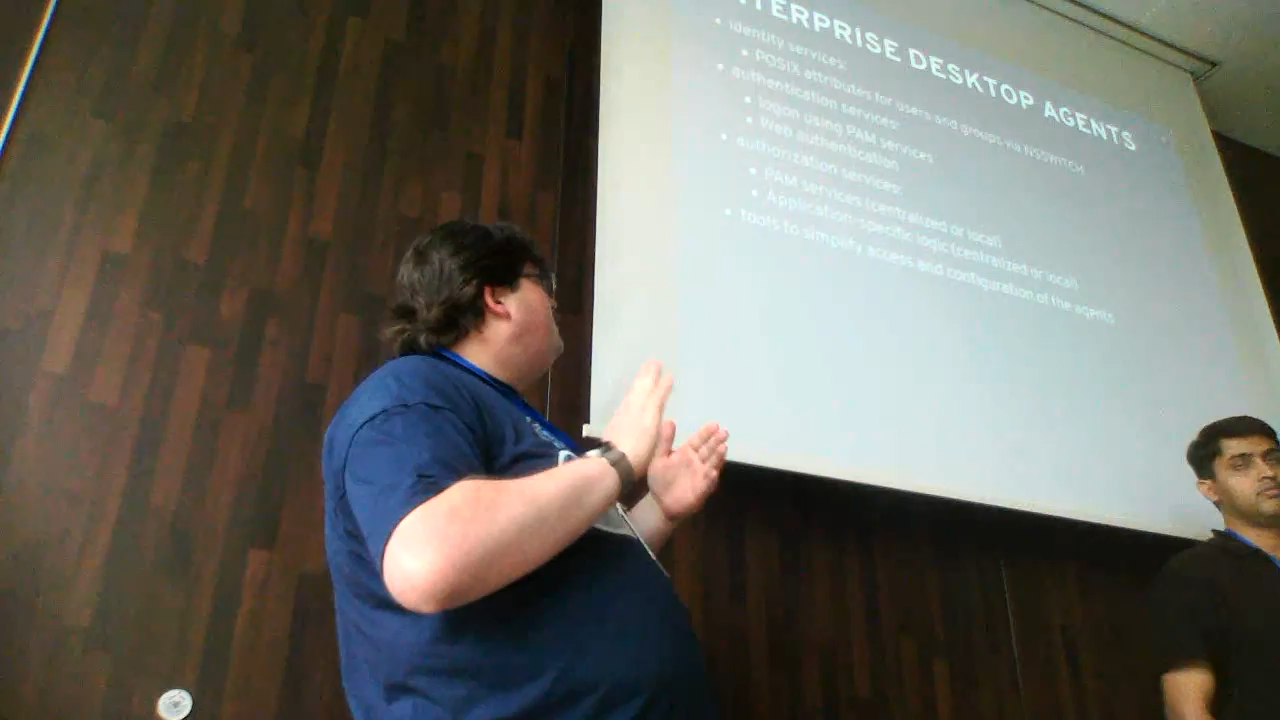 TERPRISE DESKTOP AGENTS
• identity services:
• POSIX attributes for users and groups via NSSWITCH
• authentication services:
• logon using PAM services
• Web authentication
• authorization services:
• PAM services (centralized or local)
• Application-specific logic (centralized or local)
• tools to simplify access and configuration of the agents